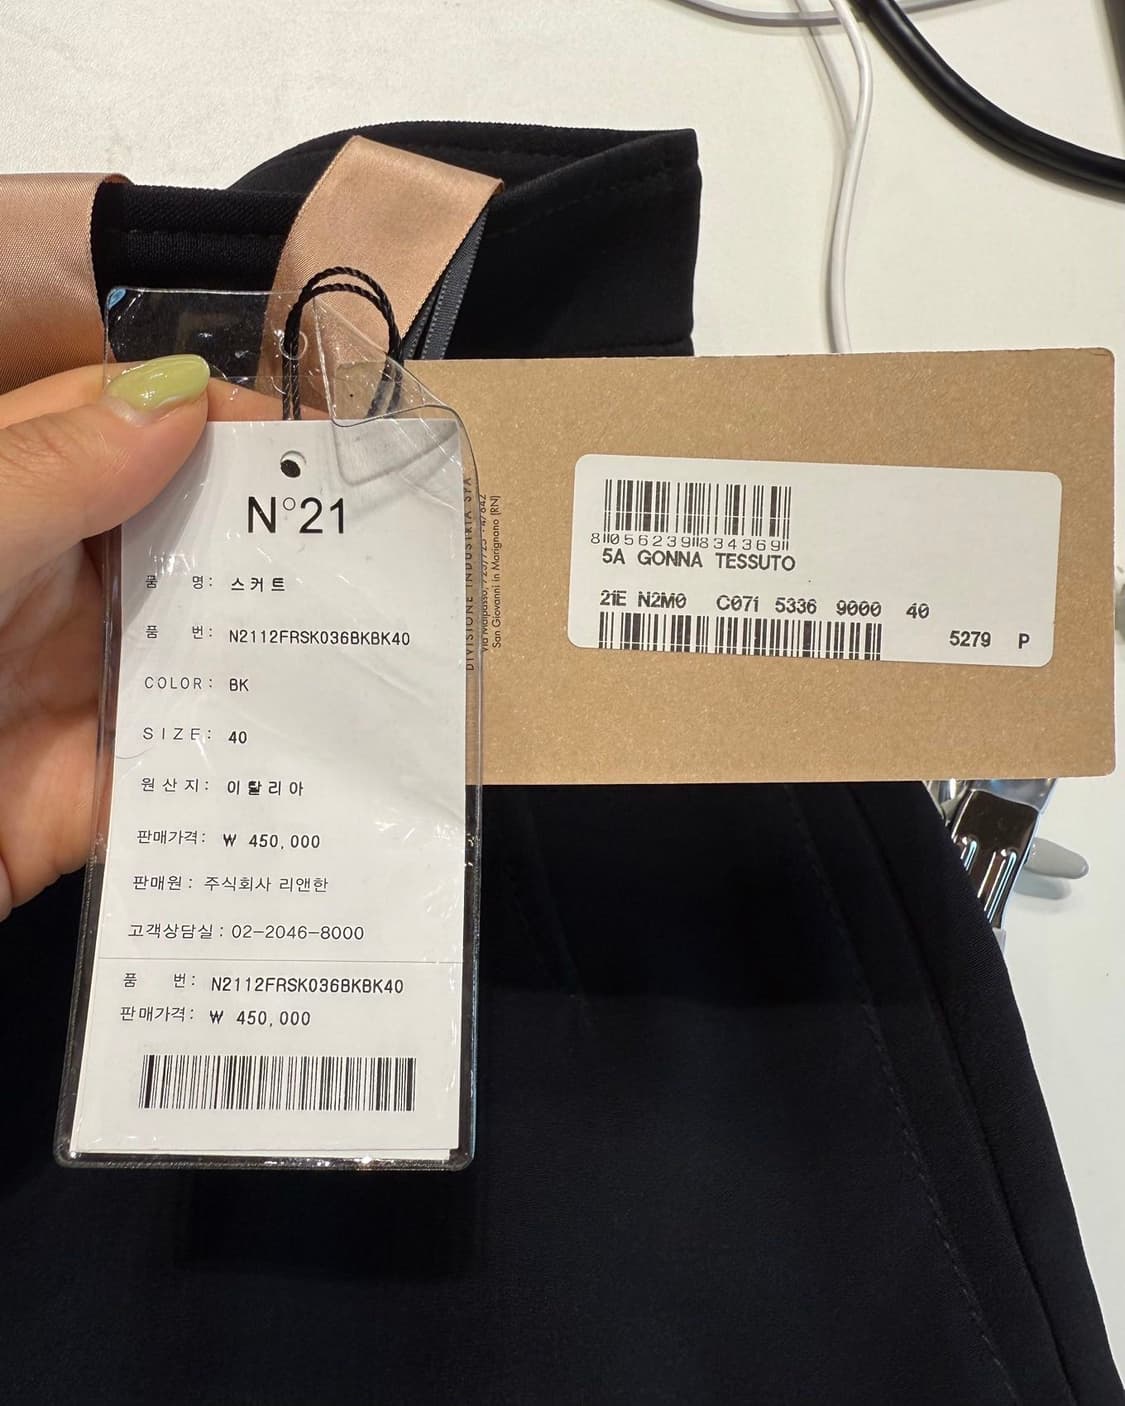 N°21
품 명: 스커트
품 번: N2112FRSK036BKBK40
COLOR: BK
SIZE: 40
원산지: 이탈리아
판매가격: ₩ 450,000
판매원: 주식회사 리앤한
고객상담실: 02-2046-8000
품 번: N2112FRSK036BKBK40
판매가격: ₩ 450,000
DIVISIONE INDUSTRIA SPA
San Giovanni in Marignano (RN)
8 056239 834369
5A GONNA TESSUTO
21E N2M0 C071 5336 9000 40
5279 P